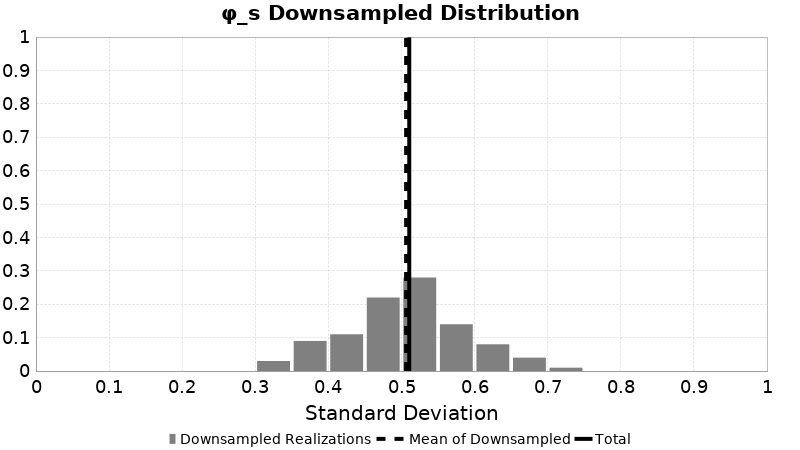 φ_s Downsampled Distribution
1
0.9
0.8
0.7
0.6
0.5
0.4
0.3
0.2
0.1
0
0 0.1 0.2 0.3 0.4 0.5 0.6 0.7 0.8 0.9 1
Standard Deviation
Downsampled Realizations Mean of Downsampled Total